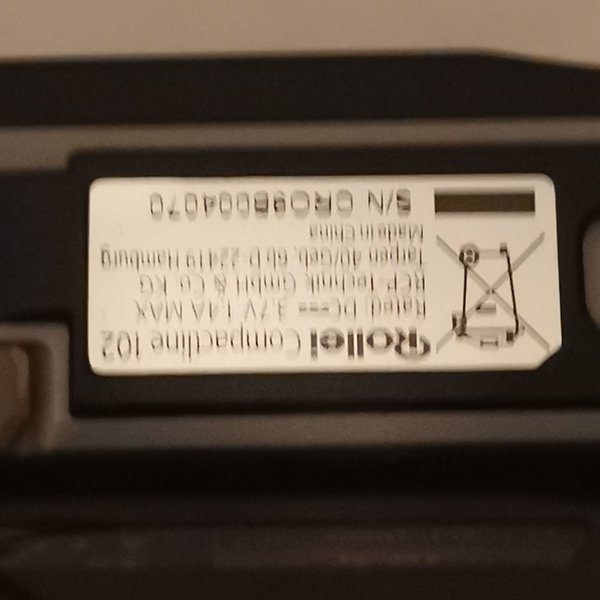 Rollei Compactline 102
Rated: DC 3.7V 1.4A MAX
RCP-Technik GmbH & Co. KG
Tarpen 40/Geb. 6b D-22419 Hamburg
Made in China
S/N CRO9B004070